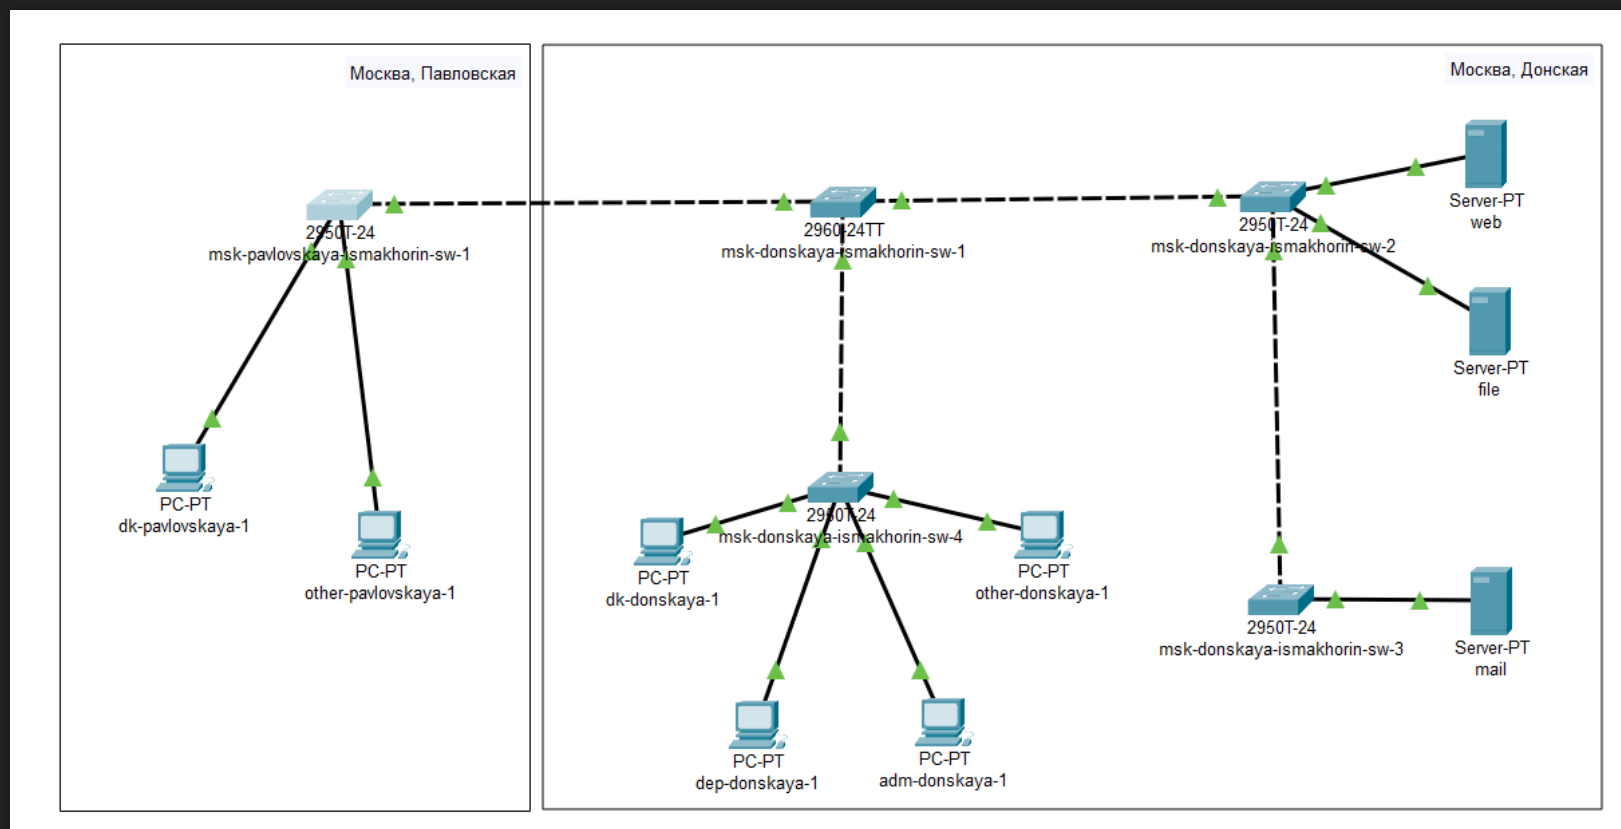 Москва, Павловская
Москва, Донская
2950T-24
msk-pavlovskaya-ismakhorin-sw-1
2960-24TT
msk-donskaya-ismakhorin-sw-1
2950T-24
msk-donskaya-ismakhorin-sw-2
Server-PT
web
Server-PT
file
PC-PT
dk-pavlovskaya-1
PC-PT
other-pavlovskaya-1
2950T-24
msk-donskaya-ismakhorin-sw-4
PC-PT
dk-donskaya-1
PC-PT
other-donskaya-1
PC-PT
dep-donskaya-1
PC-PT
adm-donskaya-1
2950T-24
msk-donskaya-ismakhorin-sw-3
Server-PT
mail